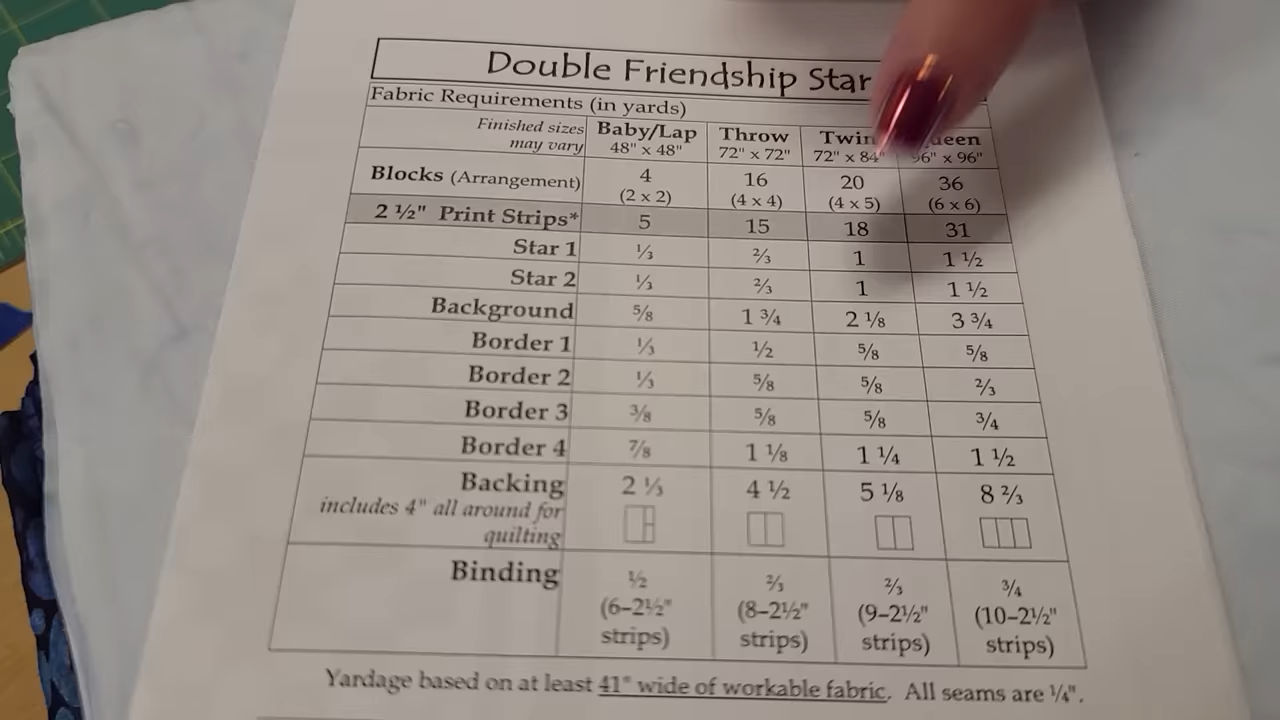 Double Friendship Star
Fabric Requirements (in yards)
Finished sizes may vary Baby/Lap 48" x 48" Throw 72" x 72" Twin 72" x 84" 96" x 96"
Blocks (Arrangement) 4 (2 x 2) 16 (4 x 4) 20 (4 x 5) 36 (6 x 6)
2 ½" Print Strips* 5 15 18 31
Star 1 ⅓ ⅔ 1 1 ½
Star 2 ⅓ ⅔ 1 1 ½
Background ⅝ 1 ¾ 2 ⅛ 3 ¾
Border 1 ⅓ ½ ⅝ ⅝
Border 2 ⅓ ⅝ ⅝ ⅔
Border 3 ⅜ ⅝ ⅝ ¾
Border 4 ⅞ 1 ⅛ 1 ¼ 1 ½
Backing 2 ⅓ 4 ½ 5 ⅛ 8 ⅔
includes 4" all around for
quilting
Binding ½ ⅔ ⅔ ¾
(6–2½" (8–2½" (9–2½" (10–2½"
strips) strips) strips) strips)
Yardage based on at least 41" wide of workable fabric. All seams are ¼".